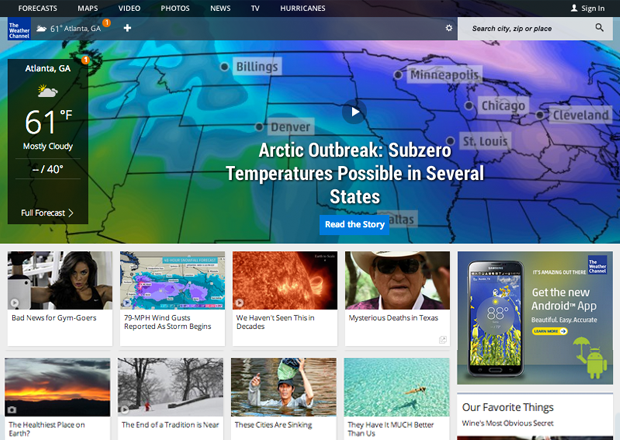 FORECASTS MAPS VIDEO PHOTOS NEWS TV HURRICANES Sign In
The Weather Channel
61° Atlanta, GA 1
Search city, zip or place
Atlanta, GA 1
61°F
Mostly Cloudy
-- / 40°
Full Forecast
Billings
Minneapolis
Chicago
Cleveland
Denver
St. Louis
Dallas
Arctic Outbreak: Subzero
Temperatures Possible in Several
States
Read the Story
Bad News for Gym-Goers
79-MPH Wind Gusts
Reported As Storm Begins
We Haven't Seen This in
Decades
Mysterious Deaths in Texas
The Healthiest Place on
Earth?
The End of a Tradition is Near
These Cities Are Sinking
They Have It MUCH Better
Than Us
The Weather Channel
IT'S AMAZING OUT THERE
Get the new
Android™ App
Beautiful. Easy. Accurate
LEARN MORE
88°
Our Favorite Things
Wine's Most Obvious Secret